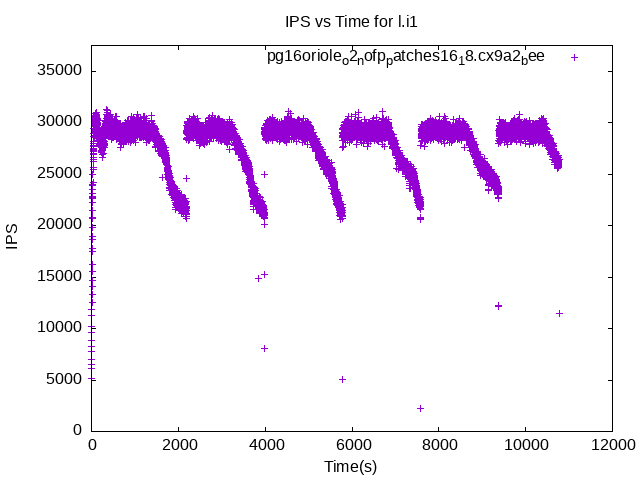 IPS vs Time for l.i1
pg16oriole_o2_nofp_patches16_18.cx9a2_bee
35000
30000
25000
20000
15000
10000
5000
0
IPS
0 2000 4000 6000 8000 10000 12000
Time(s)